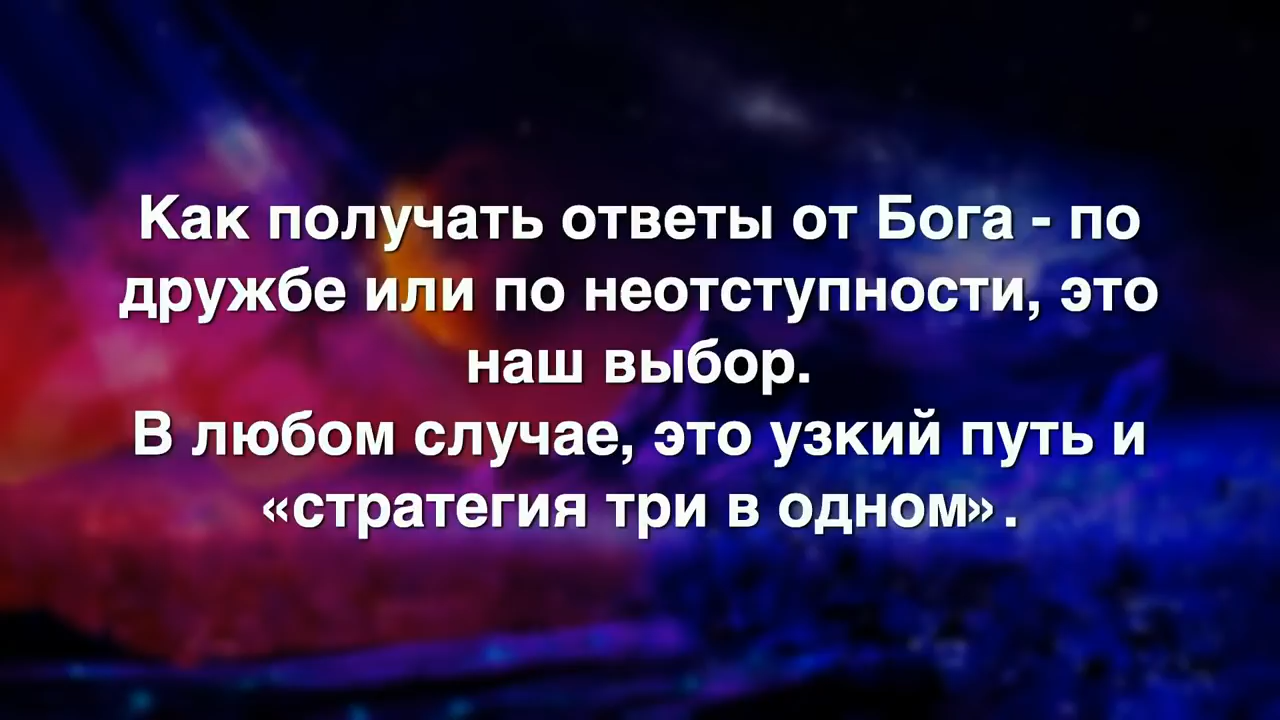 Как получать ответы от Бога - по
дружбе или по неотступности, это
наш выбор.
В любом случае, это узкий путь и
«стратегия три в одном» .